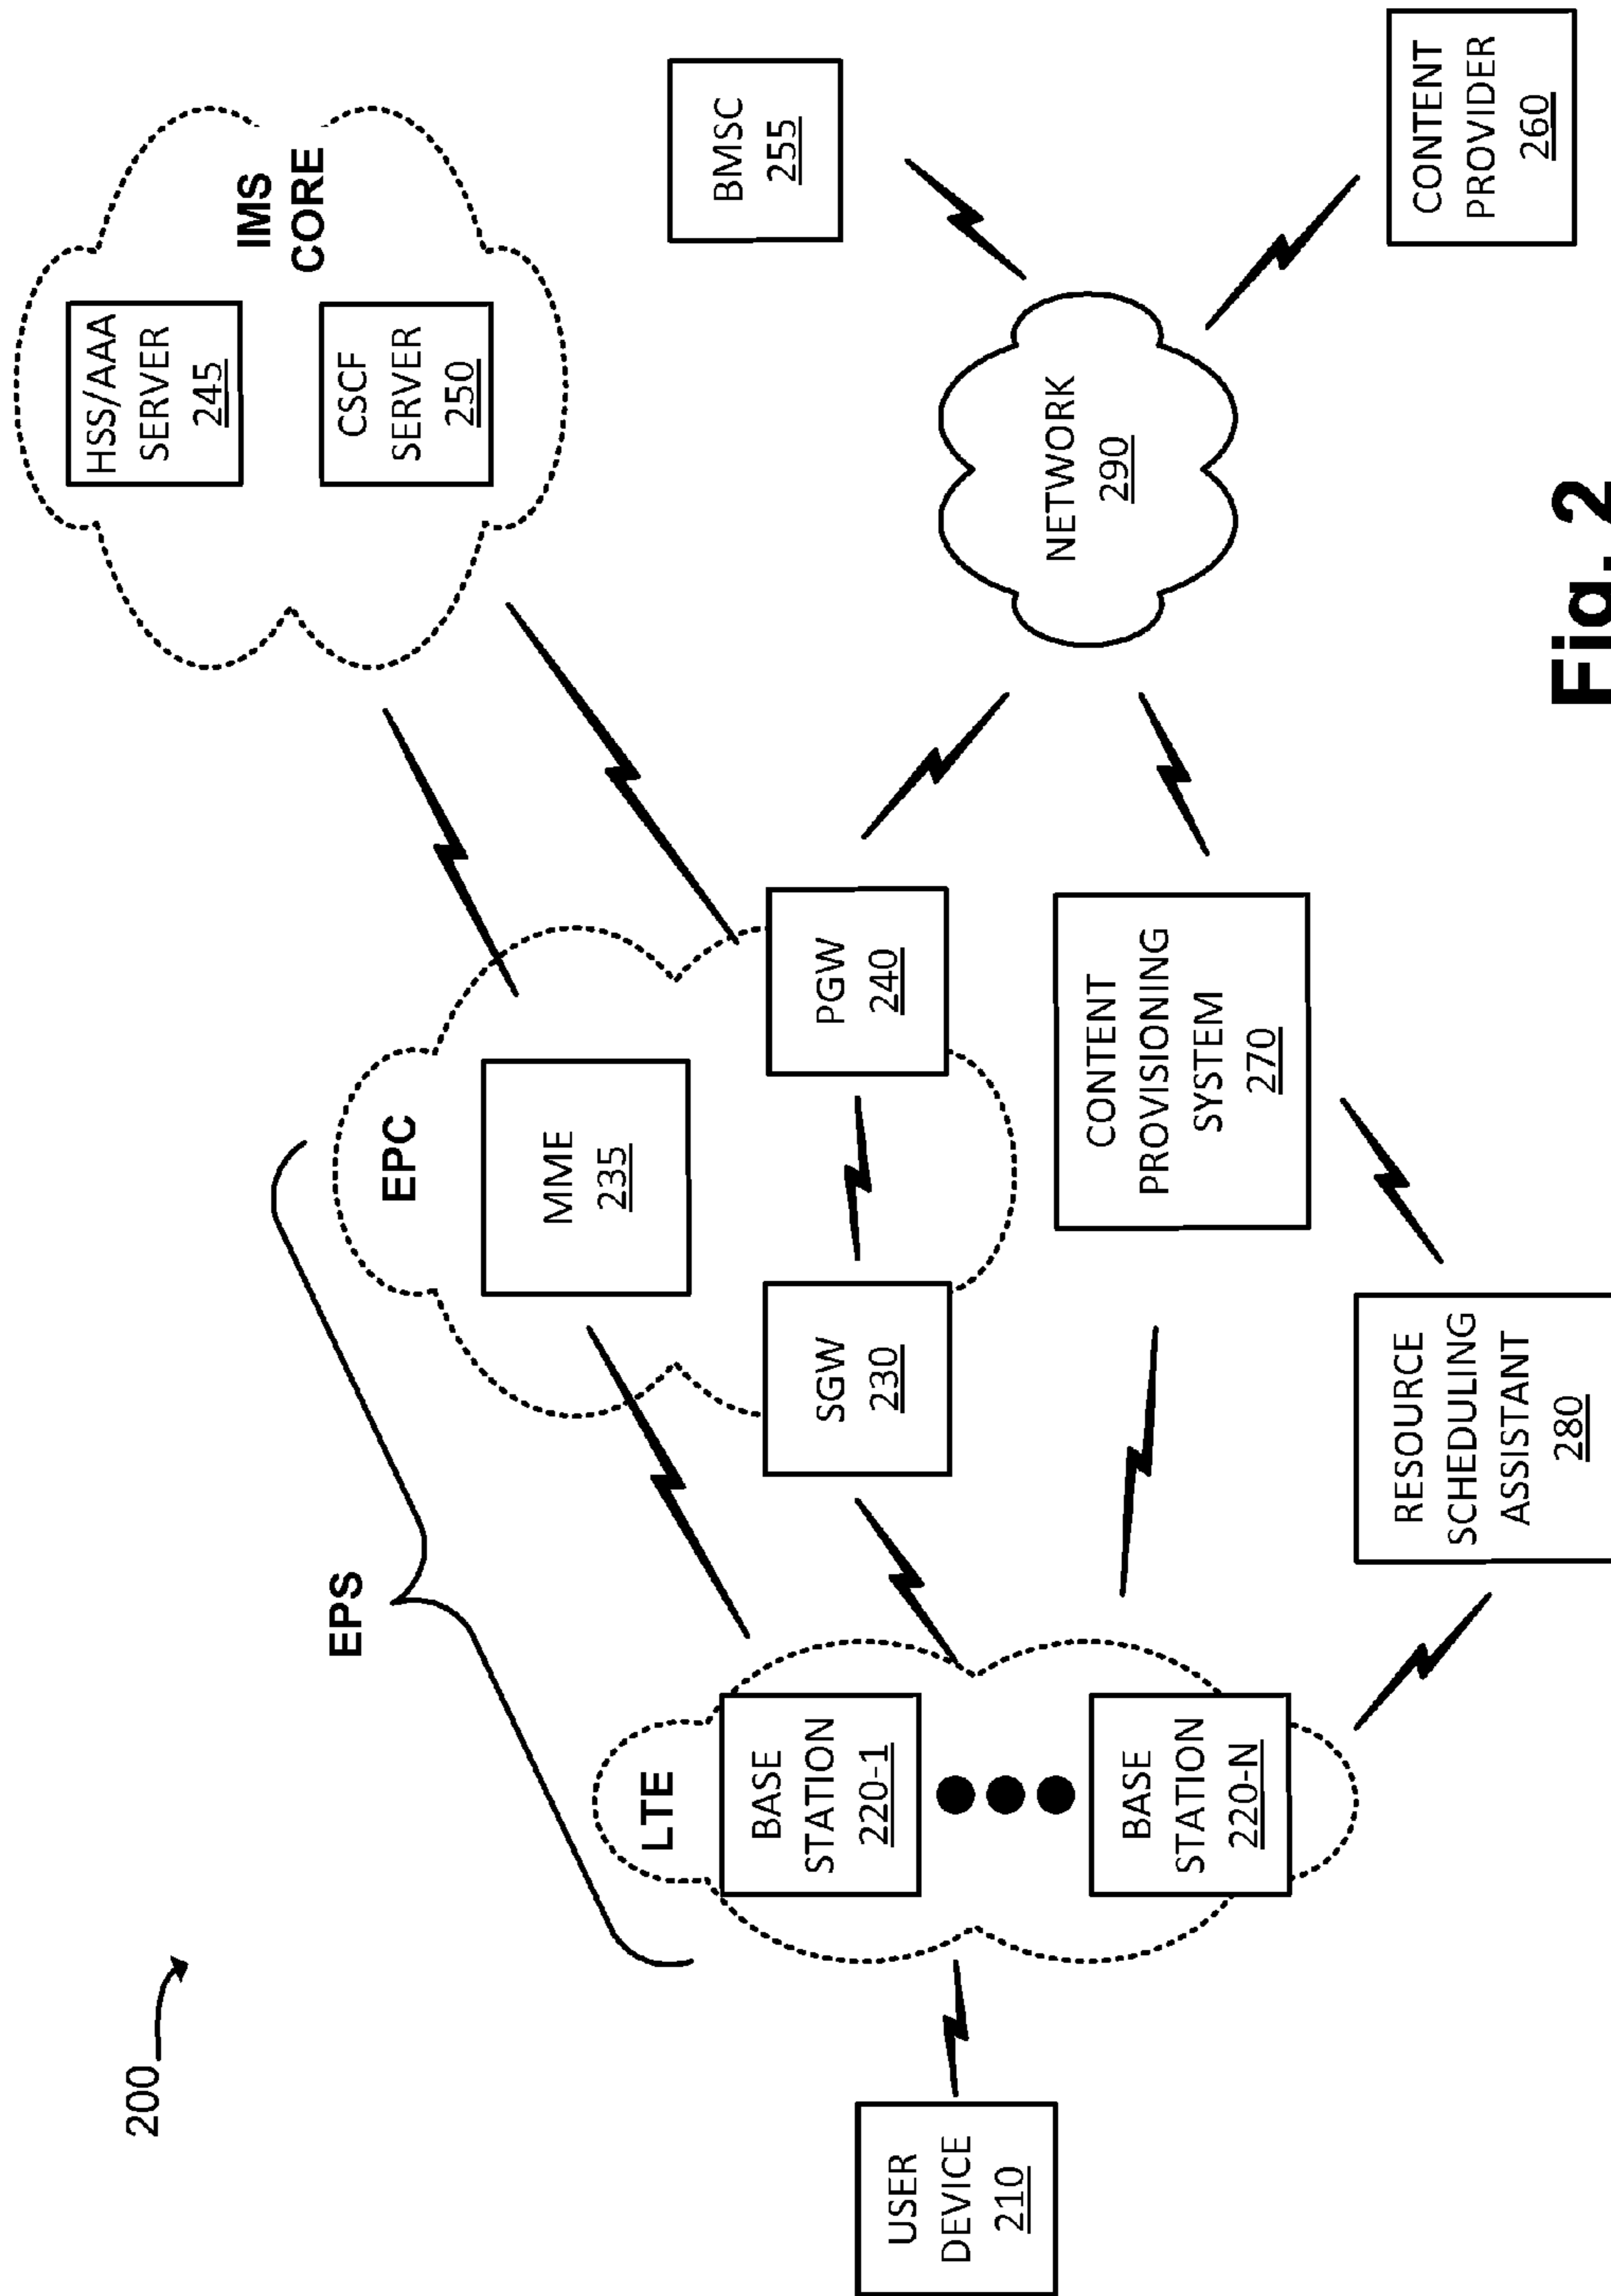 200
EPS
LTE
EPC
IMS
CORE
USER
DEVICE
210
BASE
STATION
220-1
BASE
STATION
220-N
MME
235
SGW
230
PGW
240
HSS/AAA
SERVER
245
CSCF
SERVER
250
BMSC
255
NETWORK
290
CONTENT
PROVIDER
260
CONTENT
PROVISIONING
SYSTEM
270
RESOURCE
SCHEDULING
ASSISTANT
280
Fig. 2